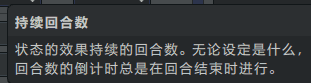 持续回合数
状态的效果持续的回合数。无论设定是什么，
回合数的倒计时总是在回合结束时进行。